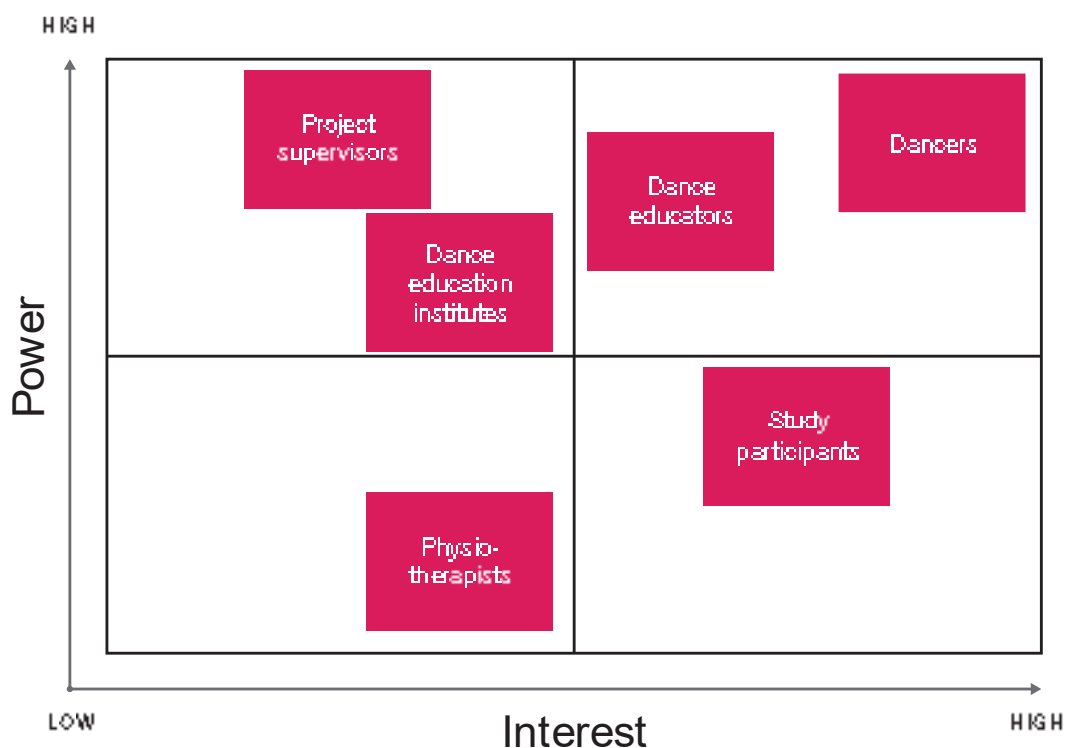 HIGH
Project
supervisors
Dancers
Dance
educators
Dance
education
institutes
Power
Study
participants
Physio-
therapists
LOW
Interest
HIGH